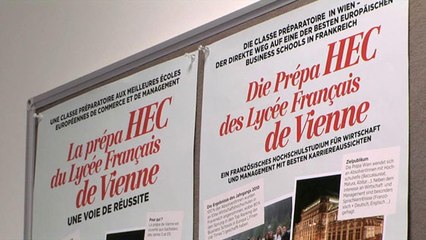 UNE CLASSE PRÉPARATOIRE AUX MEILLEURES ÉCOLES
EUROPÉENNES DE COMMERCE ET DE MANAGEMENT
La prépa HEC
du Lycée Français
de Vienne
UNE VOIE DE RÉUSSITE
Pour qui ?
DIE CLASSE PRÉPARATOIRE IN WIEN –
DER DIREKTE WEG AUF EINE DER BESTEN EUROPÄISCHEN
BUSINESS SCHOOLS IN FRANKREICH
Die Prépa HEC
des Lycée Français
de Vienne
EIN FRANZÖSISCHES HOCHSCHULSTUDIUM FÜR WIRTSCHAFT
UND MANAGEMENT MIT BESTEN KARRIEREAUSSICHTEN
Zielpublikum